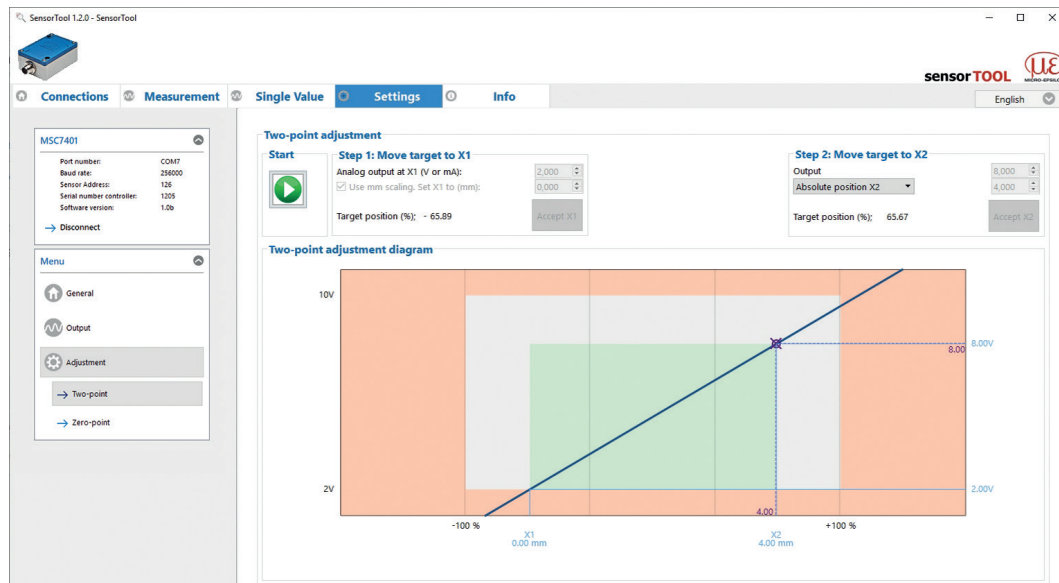 SensorTool 1.2.0 - SensorTool
sensorTOOL
με
MICRO-EPSILON
Connections Measurement Single Value Settings Info
English
MSC7401
Port number: COM7
Baud rate: 256000
Sensor Address: 126
Serial number controller: 1205
Software version: 1.0b
→ Disconnect
Menu
General
Output
Adjustment
→ Two-point
→ Zero-point
Two-point adjustment
Start
Step 1: Move target to X1
Analog output at X1 (V or mA): 2,000
Use mm scaling. Set X1 to (mm): 0,000
Target position (%); - 65.89
Accept X1
Step 2: Move target to X2
Output 8,000
Absolute position X2 4,000
Target position (%); 65.67
Accept X2
Two-point adjustment diagram
10V
8.00V
8.00
2V
2.00V
4.00
-100 % +100 %
X1 X2
0.00 mm 4.00 mm